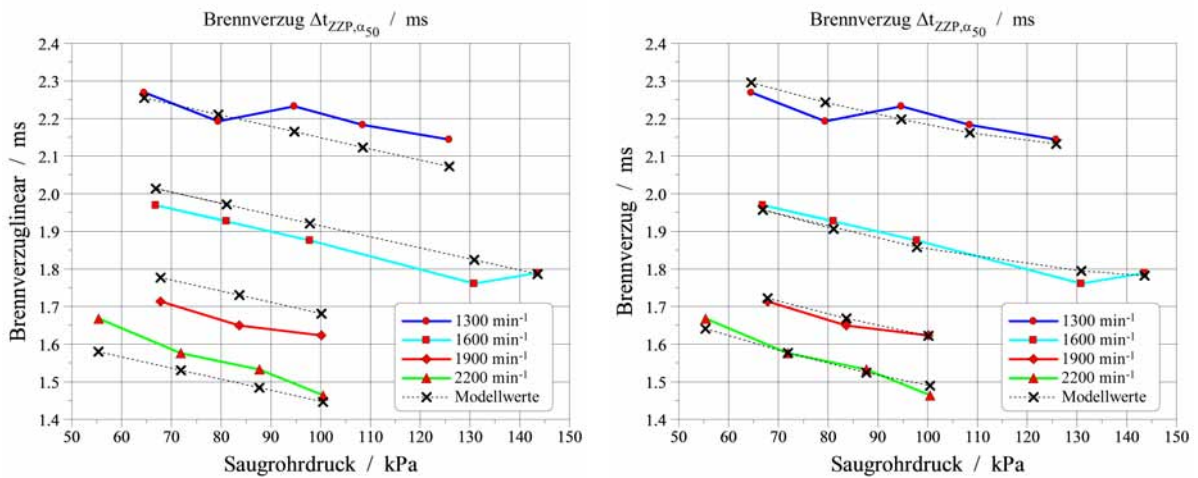 Brennverzug Δt_ZZP,α50 / ms
2.4
2.3
2.2
2.1
2.0
1.9
1.8
1.7
1.6
1.5
1.4
Brennverzuglinear / ms
50 60 70 80 90 100 110 120 130 140 150
Saugrohrdruck / kPa
1300 min-1
1600 min-1
1900 min-1
2200 min-1
Modellwerte
Brennverzug Δt_ZZP,α50 / ms
2.4
2.3
2.2
2.1
2.0
1.9
1.8
1.7
1.6
1.5
1.4
Brennverzug / ms
50 60 70 80 90 100 110 120 130 140 150
Saugrohrdruck / kPa
1300 min-1
1600 min-1
1900 min-1
2200 min-1
Modellwerte